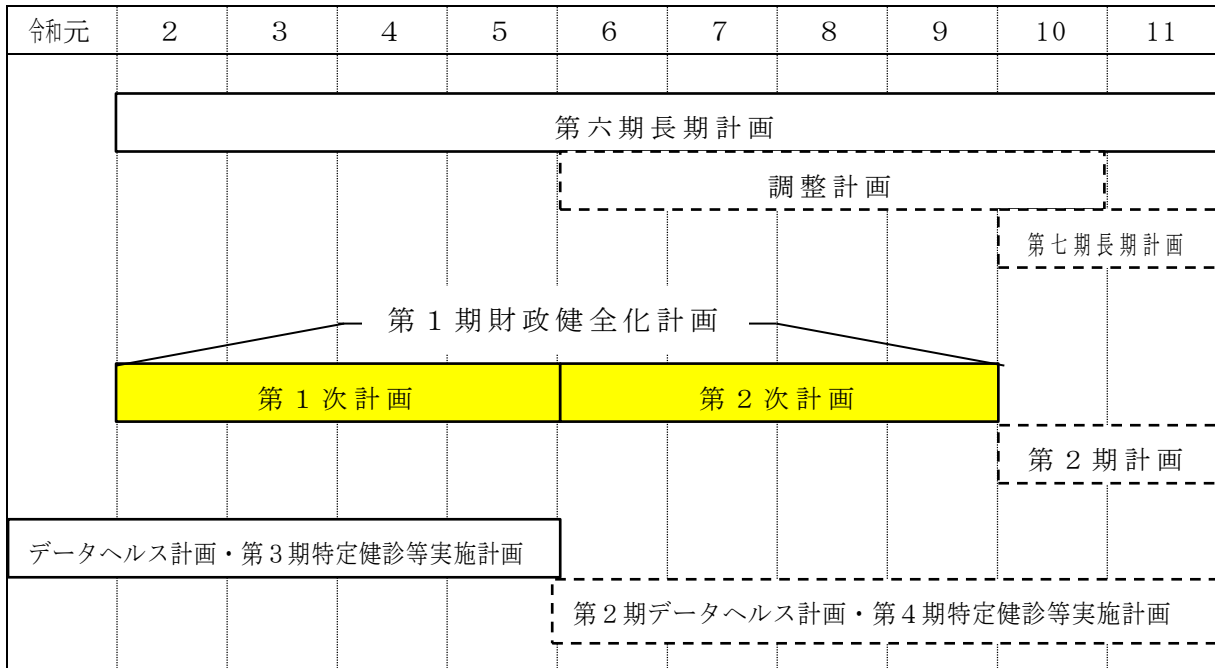 令和元 2 3 4 5 6 7 8 9 10 11
第六期長期計画
調整計画
第七期長期計画
第1期財政健全化計画
第1次計画 第2次計画
第2期計画
データヘルス計画・第3期特定健診等実施計画
第2期データヘルス計画・第4期特定健診等実施計画